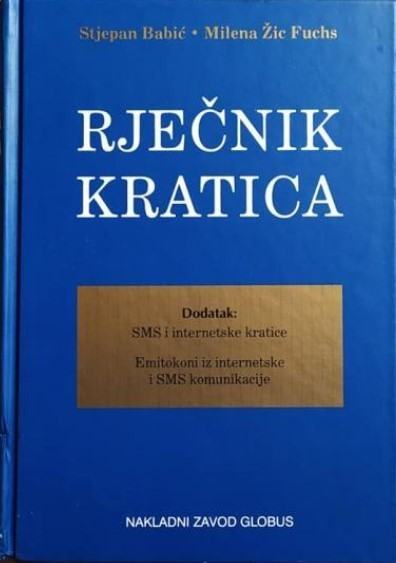 Stjepan Babić • Milena Žic Fuchs
RJEČNIK
KRATICA
Dodatak:
SMS i internetske kratice
Emitokoni iz internetske
i SMS komunikacije
NAKLADNI ZAVOD GLOBUS